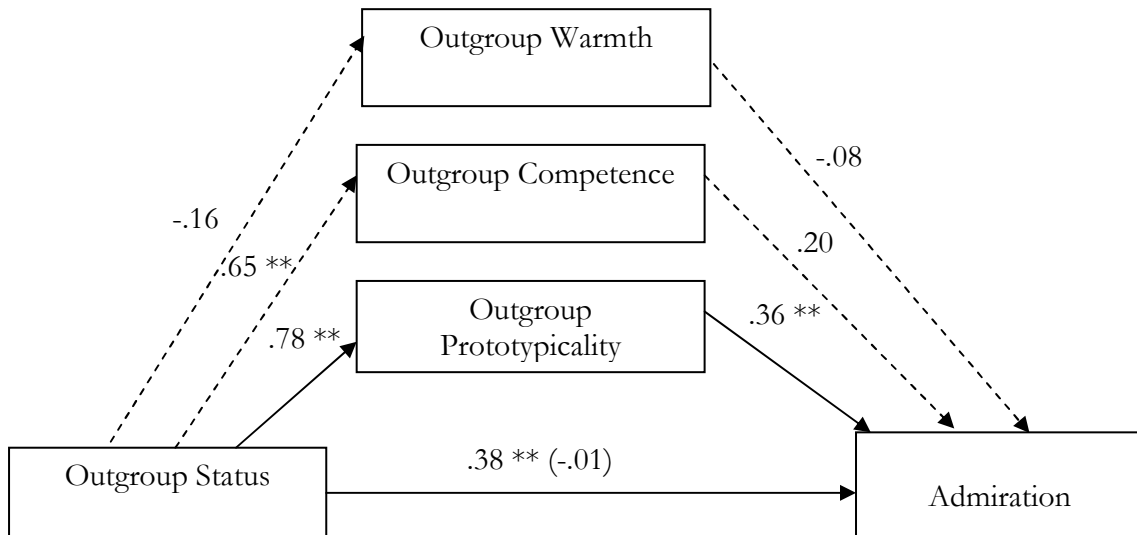 Outgroup Warmth
-.08
Outgroup Competence
-.16
.20
.65 **
Outgroup
Prototypicality
.36 **
.78 **
.38 ** (-.01)
Outgroup Status
Admiration